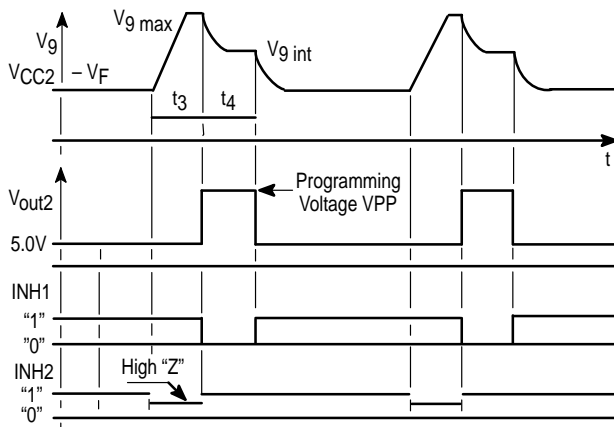 V9 max
V9
V9 int
VCC2 – VF
t3 t4
t
Vout2
Programming
Voltage VPP
5.0V
INH1
“1”
”0”
High “Z”
INH2
“1”
“0”